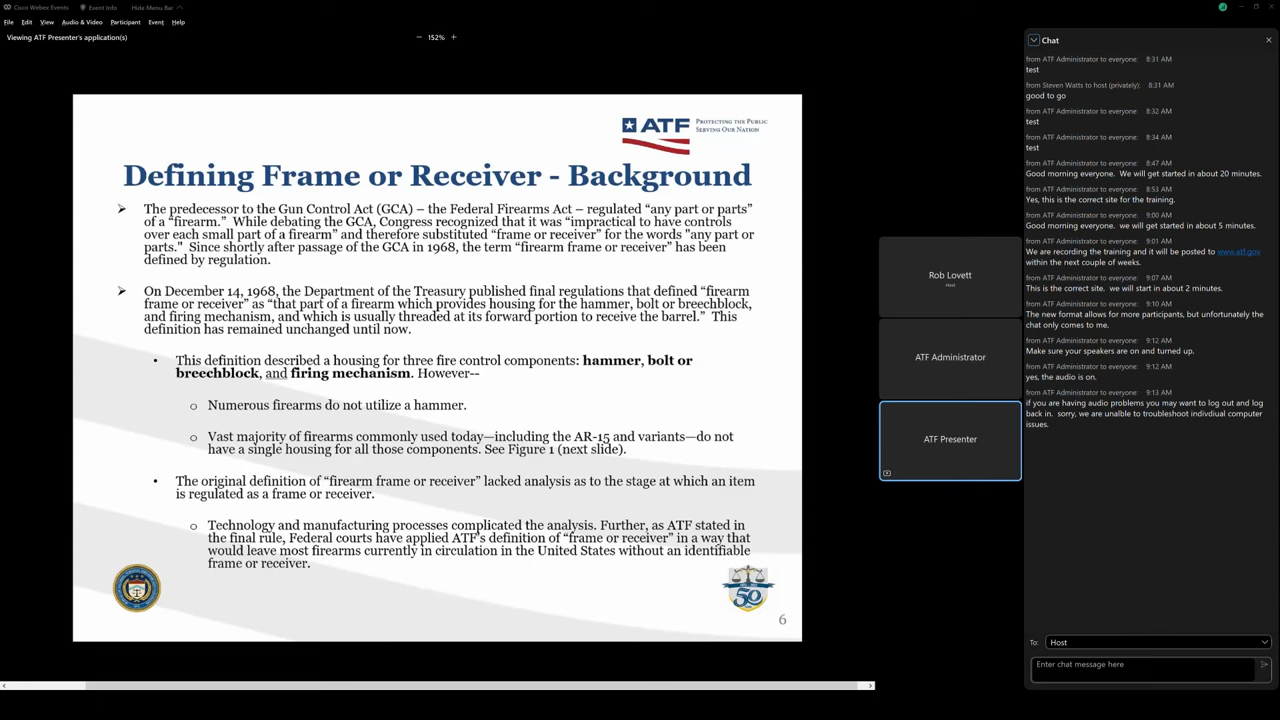 Cisco Webex Events
Event Info
Hide Menu Bar
File Edit View Audio & Video Participant Event Help
Viewing ATF Presenter's application(s)
152%
ATF
PROTECTING THE PUBLIC
SERVING OUR NATION
Defining Frame or Receiver - Background
The predecessor to the Gun Control Act (GCA) – the Federal Firearms Act – regulated “any part or parts”
of a “firearm.” While debating the GCA, Congress recognized that it was “impractical to have controls
over each small part of a firearm” and therefore substituted “frame or receiver” for the words "any part or
parts." Since shortly after passage of the GCA in 1968, the term “firearm frame or receiver” has been
defined by regulation.
On December 14, 1968, the Department of the Treasury published final regulations that defined “firearm
frame or receiver” as “that part of a firearm which provides housing for the hammer, bolt or breechblock,
and firing mechanism, and which is usually threaded at its forward portion to receive the barrel.” This
definition has remained unchanged until now.
• This definition described a housing for three fire control components: hammer, bolt or
breechblock, and firing mechanism. However--
o Numerous firearms do not utilize a hammer.
o Vast majority of firearms commonly used today—including the AR-15 and variants—do not
have a single housing for all those components. See Figure 1 (next slide).
• The original definition of “firearm frame or receiver” lacked analysis as to the stage at which an item
is regulated as a frame or receiver.
o Technology and manufacturing processes complicated the analysis. Further, as ATF stated in
the final rule, Federal courts have applied ATF’s definition of “frame or receiver” in a way that
would leave most firearms currently in circulation in the United States without an identifiable
frame or receiver.
50
6
Rob Lovett
Host
ATF Administrator
ATF Presenter
Chat
from ATF Administrator to everyone: 8:31 AM
test
from Steven Watts to host (privately): 8:31 AM
good to go
from ATF Administrator to everyone: 8:32 AM
test
from ATF Administrator to everyone: 8:34 AM
test
from ATF Administrator to everyone: 8:47 AM
Good morning everyone. We will get started in about 20 minutes.
from ATF Administrator to everyone: 8:53 AM
Yes, this is the correct site for the training.
from ATF Administrator to everyone: 9:00 AM
Good morning everyone. we will get started in about 5 minutes.
from ATF Administrator to everyone: 9:01 AM
We are recording the training and it will be posted to www.atf.gov
within the next couple of weeks.
from ATF Administrator to everyone: 9:07 AM
This is the correct site. we will start in about 2 minutes.
from ATF Administrator to everyone: 9:10 AM
The new format allows for more participants, but unfortunately the
chat only comes to me.
from ATF Administrator to everyone: 9:12 AM
Make sure your speakers are on and turned up.
from ATF Administrator to everyone: 9:12 AM
yes, the audio is on.
from ATF Administrator to everyone: 9:13 AM
if you are having audio problems you may want to log out and log
back in. sorry, we are unalble to troubleshoot indivdiual computer
issues.
To: Host
Enter chat message here